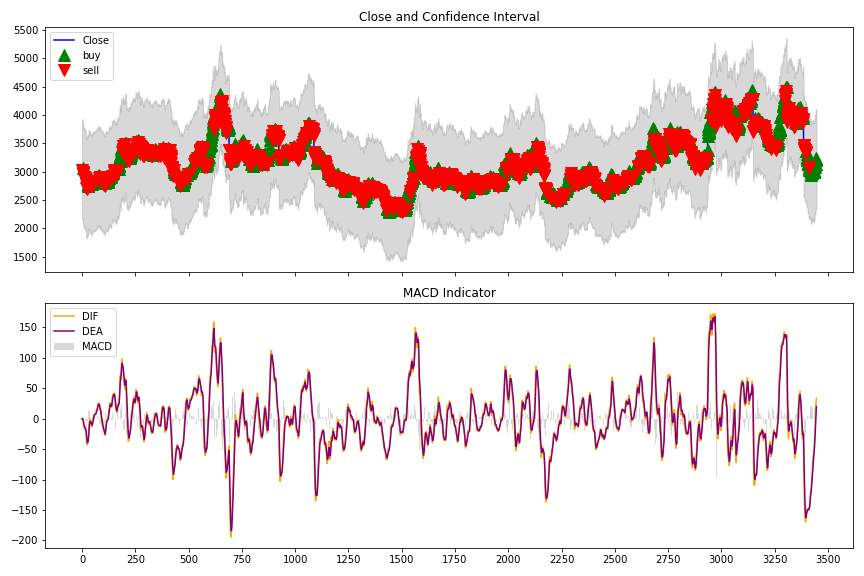 Close and Confidence Interval
5500
5000
4500
4000
3500
3000
2500
2000
1500
Close
buy
sell
MACD Indicator
150
100
50
0
−50
−100
−150
−200
DIF
DEA
MACD
0 250 500 750 1000 1250 1500 1750 2000 2250 2500 2750 3000 3250 3500